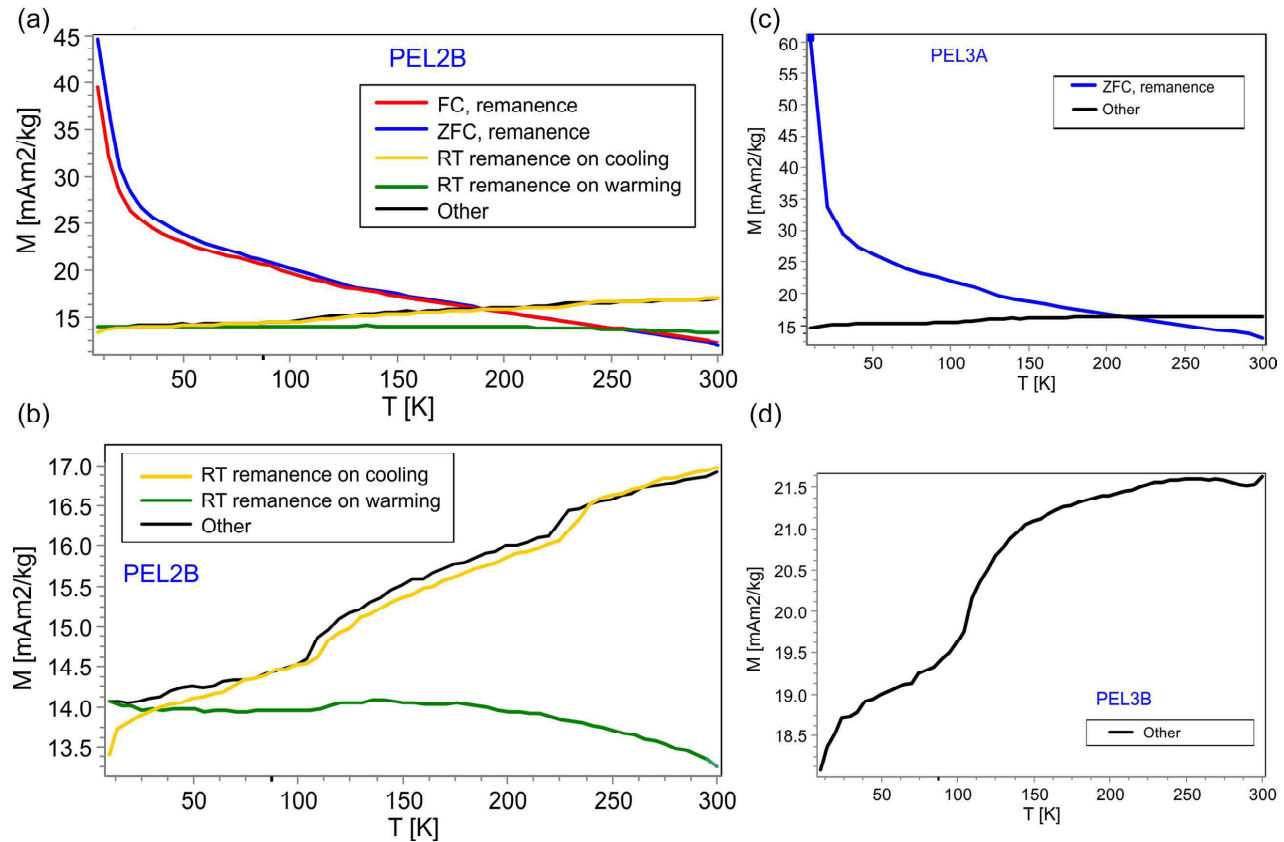 (a)
PEL2B
FC, remanence
ZFC, remanence
RT remanence on cooling
RT remanence on warming
Other
M [mAm2/kg]
45
40
35
30
25
20
15
50
100
150
200
250
300
T [K]
(c)
PEL3A
ZFC, remanence
Other
M [mAm2/kg]
60
55
50
45
40
35
30
25
20
15
50
100
150
200
250
300
T [K]
(b)
RT remanence on cooling
RT remanence on warming
Other
PEL2B
M [mAm2/kg]
17.0
16.5
16.0
15.5
15.0
14.5
14.0
13.5
50
100
150
200
250
300
T [K]
(d)
PEL3B
Other
M [mAm2/kg]
21.5
21.0
20.5
20.0
19.5
19.0
18.5
50
100
150
200
250
300
T [K]